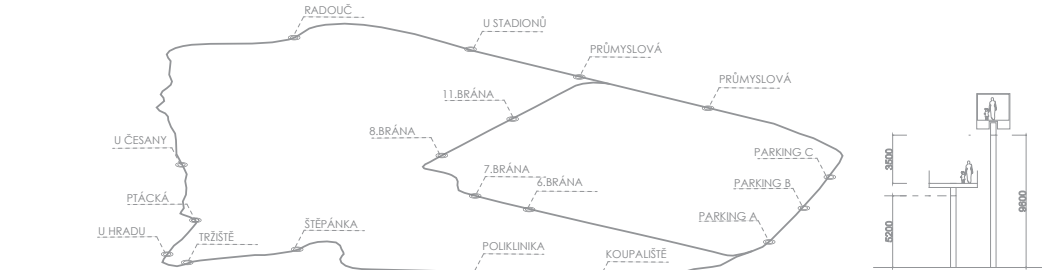 RADOUČ
U STADIONŮ
PRŮMYSLOVÁ
PRŮMYSLOVÁ
11.BRÁNA
8.BRÁNA
U ČESANY
PARKING C
7.BRÁNA
6.BRÁNA
PARKING B
PTÁCKÁ
PARKING A
ŠTĚPÁNKA
U HRADU
TRŽIŠTĚ
POLIKLINIKA
KOUPALIŠTĚ
3500
5200
9800